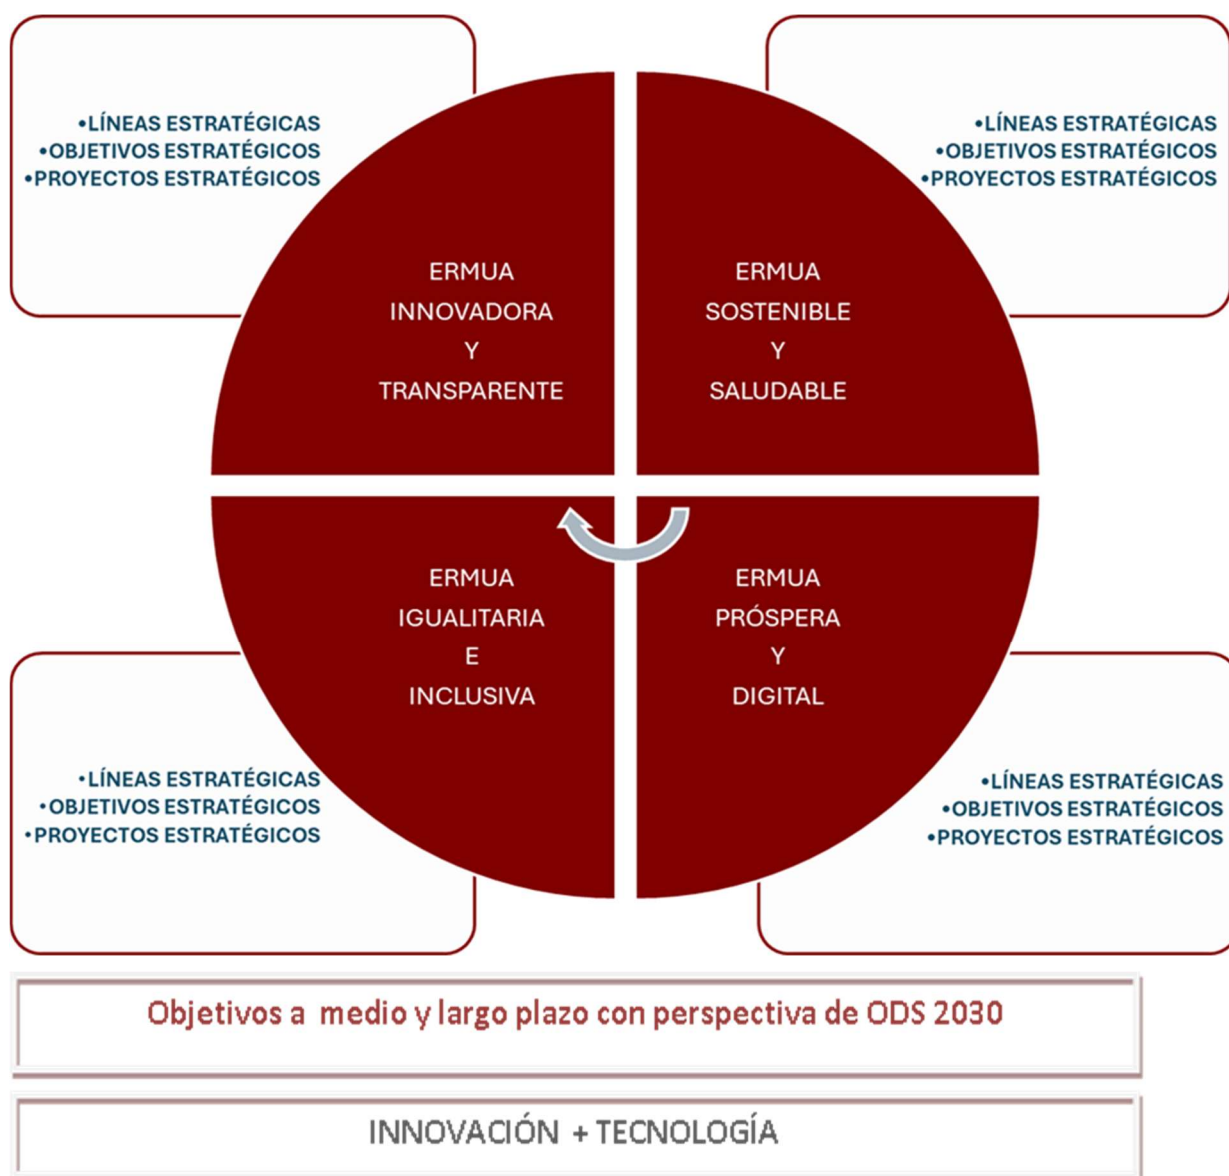 •LÍNEAS ESTRATÉGICAS
•OBJETIVOS ESTRATÉGICOS
•PROYECTOS ESTRATÉGICOS
•LÍNEAS ESTRATÉGICAS
•OBJETIVOS ESTRATÉGICOS
•PROYECTOS ESTRATÉGICOS
ERMUA
INNOVADORA
Y
TRANSPARENTE
ERMUA
SOSTENIBLE
Y
SALUDABLE
ERMUA
IGUALITARIA
E
INCLUSIVA
ERMUA
PRÓSPERA
Y
DIGITAL
•LÍNEAS ESTRATÉGICAS
•OBJETIVOS ESTRATÉGICOS
•PROYECTOS ESTRATÉGICOS
•LÍNEAS ESTRATÉGICAS
•OBJETIVOS ESTRATÉGICOS
•PROYECTOS ESTRATÉGICOS
Objetivos a medio y largo plazo con perspectiva de ODS 2030
INNOVACIÓN + TECNOLOGÍA